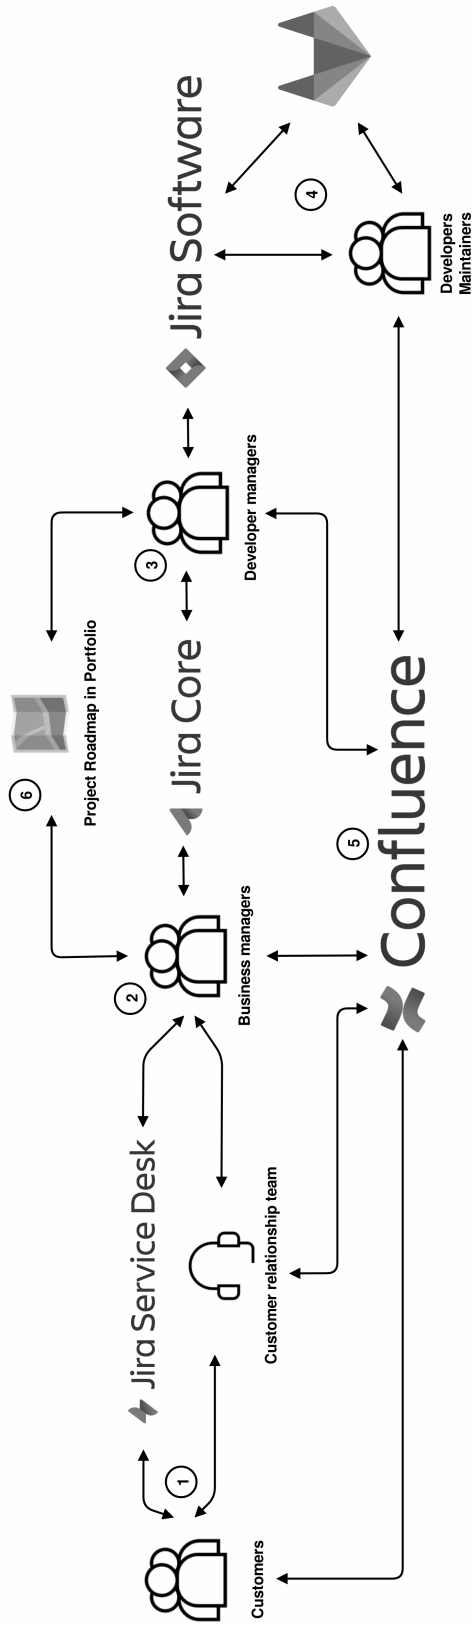 6
Project Roadmap in Portfolio
1
Jira Service Desk
2
Jira Core
3
Jira Software
Customers
Customer relationship team
Business managers
Developer managers
4
5
Confluence
Developers
Maintainers